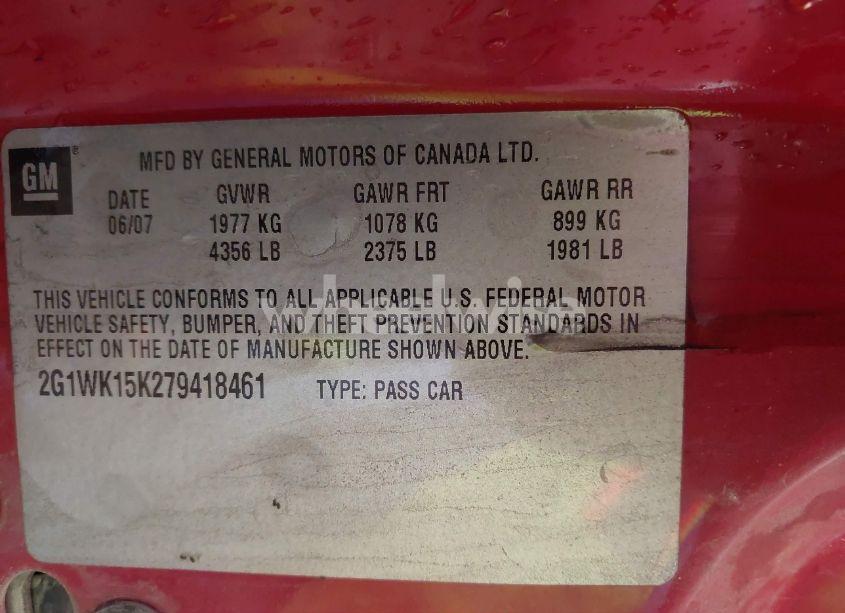 GM ®
MFD BY GENERAL MOTORS OF CANADA LTD.
DATE GVWR GAWR FRT GAWR RR
06/07 1977 KG 1078 KG 899 KG
4356 LB 2375 LB 1981 LB
THIS VEHICLE CONFORMS TO ALL APPLICABLE U.S. FEDERAL MOTOR
VEHICLE SAFETY, BUMPER, AND THEFT PREVENTION STANDARDS IN
EFFECT ON THE DATE OF MANUFACTURE SHOWN ABOVE.
2G1WK15K279418461 TYPE: PASS CAR